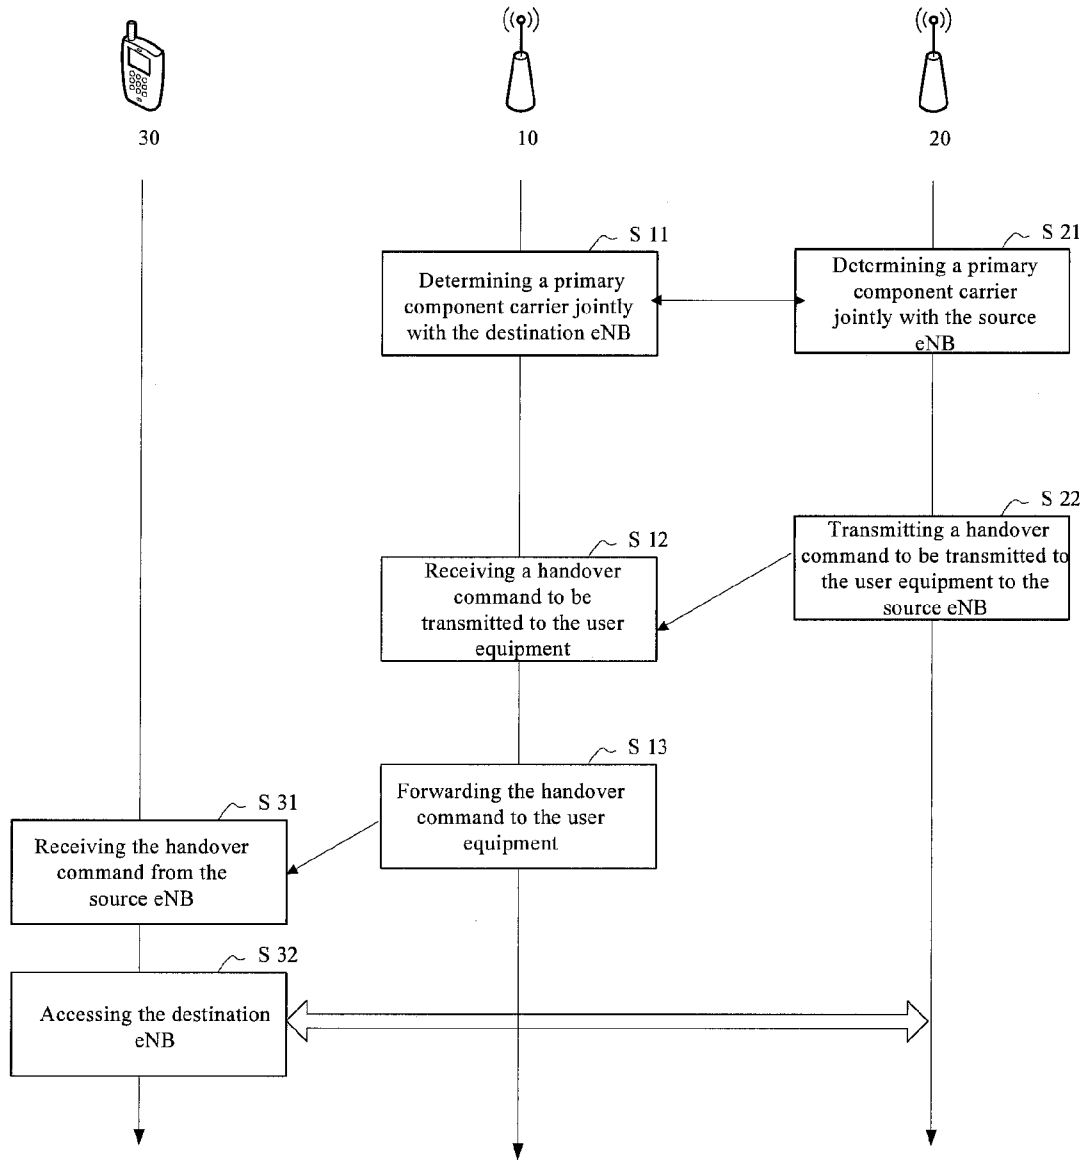 30
10
20
S 11
Determining a primary
component carrier jointly
with the destination eNB
S 21
Determining a primary
component carrier
jointly with the source
eNB
S 22
Transmitting a handover
command to be transmitted to
the user equipment to the
source eNB
S 12
Receiving a handover
command to be
transmitted to the user
equipment
S 13
Forwarding the handover
command to the user
equipment
S 31
Receiving the handover
command from the
source eNB
S 32
Accessing the destination
eNB